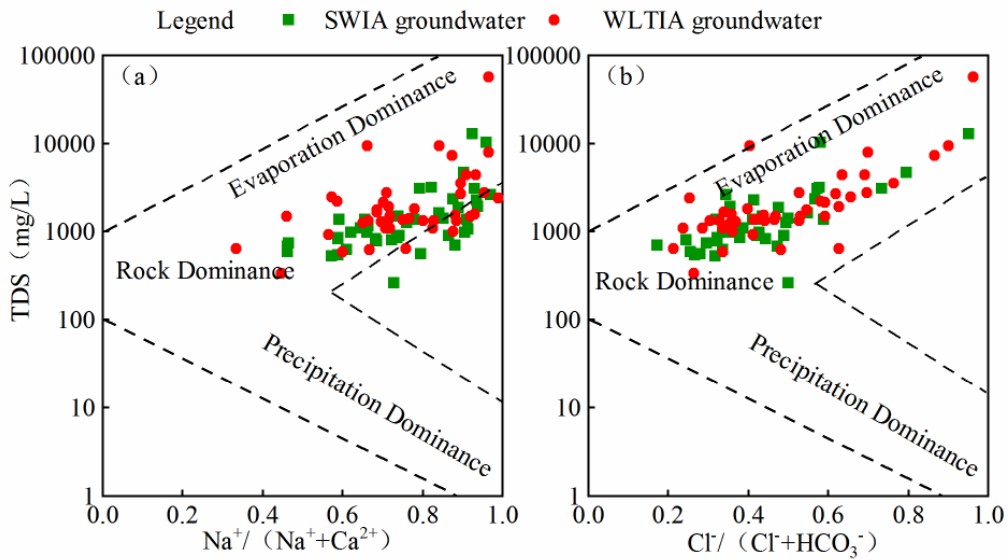 Legend SWIA groundwater WLTIA groundwater
100000
10000
1000
100
10
1
TDS（mg/L）
（a）
Evaporation Dominance
Rock Dominance
Precipitation Dominance
0.0 0.2 0.4 0.6 0.8 1.0
Na⁺/（Na⁺+Ca²⁺）
100000
10000
1000
100
10
1
（b）
Evaporation Dominance
Rock Dominance
Precipitation Dominance
0.0 0.2 0.4 0.6 0.8 1.0
Cl⁻/（Cl⁻+HCO₃⁻）